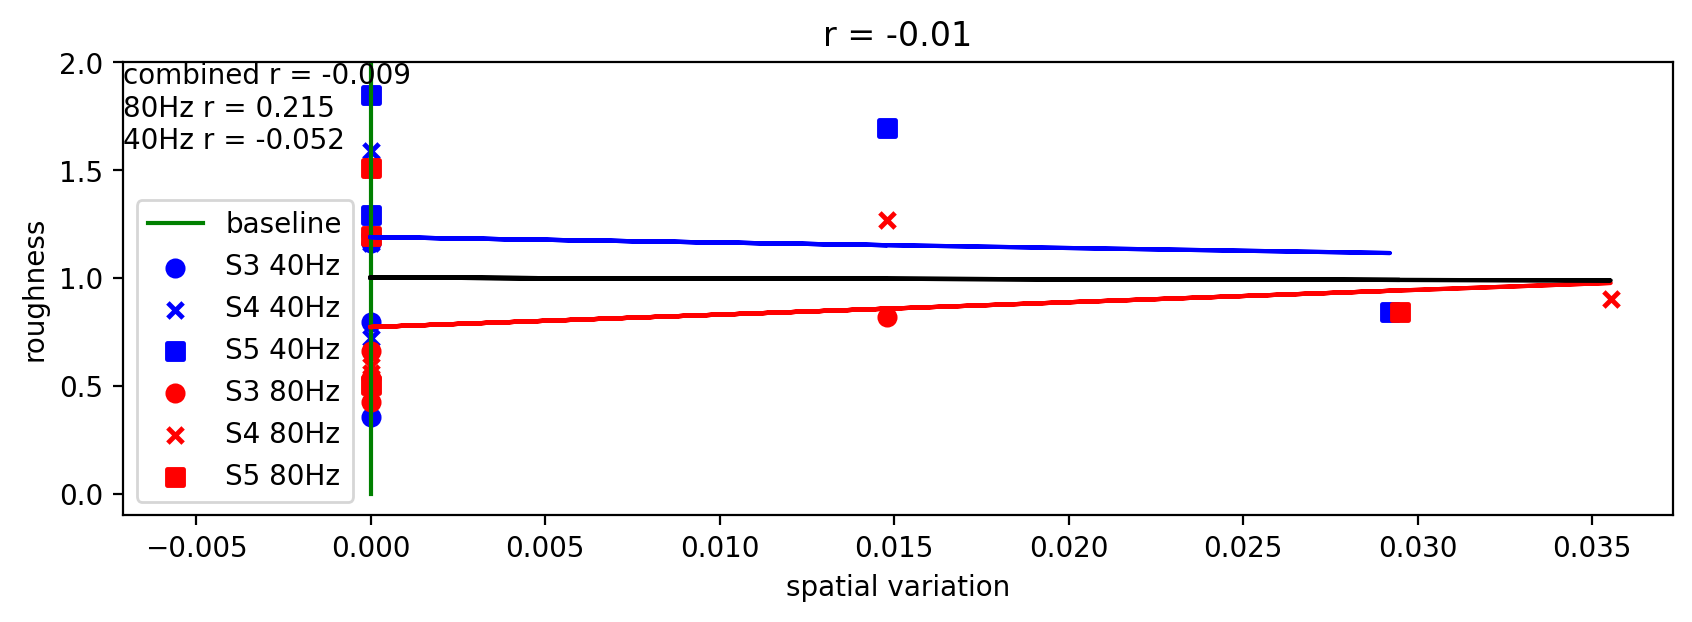 r = -0.01
combined r = -0.009
80Hz r = 0.215
40Hz r = -0.052
baseline
S3 40Hz
S4 40Hz
S5 40Hz
S3 80Hz
S4 80Hz
S5 80Hz
roughness
2.0
1.5
1.0
0.5
0.0
−0.005 0.000 0.005 0.010 0.015 0.020 0.025 0.030 0.035
spatial variation